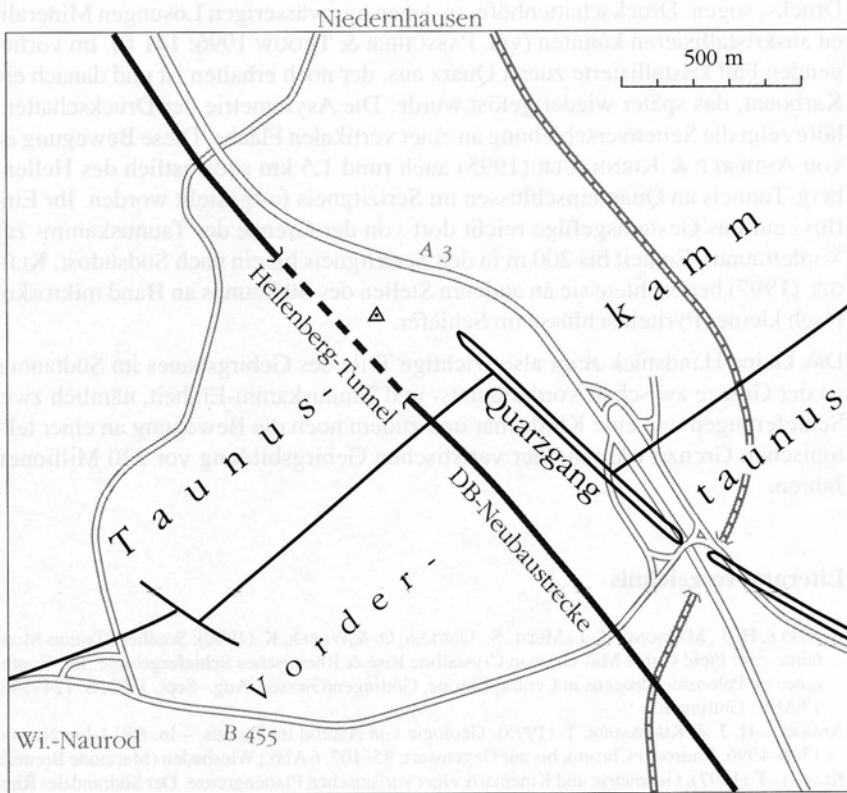 Niedernhausen
500 m
A 3
Hellenberg-Tunnel
Taunus-
kamm
Quarzgang
DB-Neubaustrecke
Vorder-
taunus
Wi.-Naurod
B 455